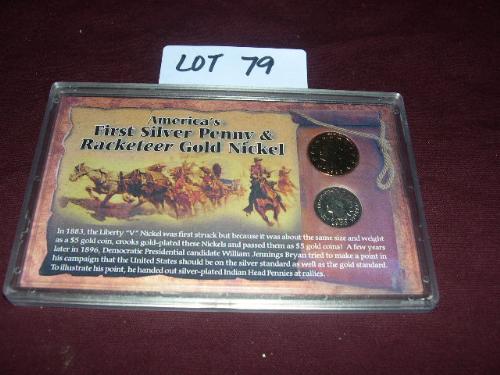 LOT 79
America's
First Silver Penny &
Racketeer Gold Nickel
In 1883, the Liberty "V" Nickel was first struck but because it was about the same size and weight
as a $5 gold coin, crooks gold-plated these Nickels and passed them as $5 gold coins! A few years
later in 1896, Democratic Presidential candidate William Jennings Bryan tried to make a point in
his campaign that the United States should be on the silver standard as well as the gold standard.
To illustrate his point, he handed out silver-plated Indian Head Pennies at rallies.